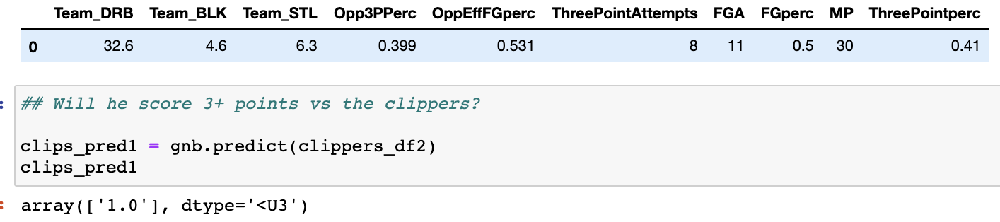 Team_DRB Team_BLK Team_STL Opp3PPerc OppEffFGperc ThreePointAttempts FGA FGperc MP ThreePointperc
0 32.6 4.6 6.3 0.399 0.531 8 11 0.5 30 0.41
: ## Will he score 3+ points vs the clippers?
clips_pred1 = gnb.predict(clippers_df2)
clips_pred1
: array(['1.0'], dtype='<U3')